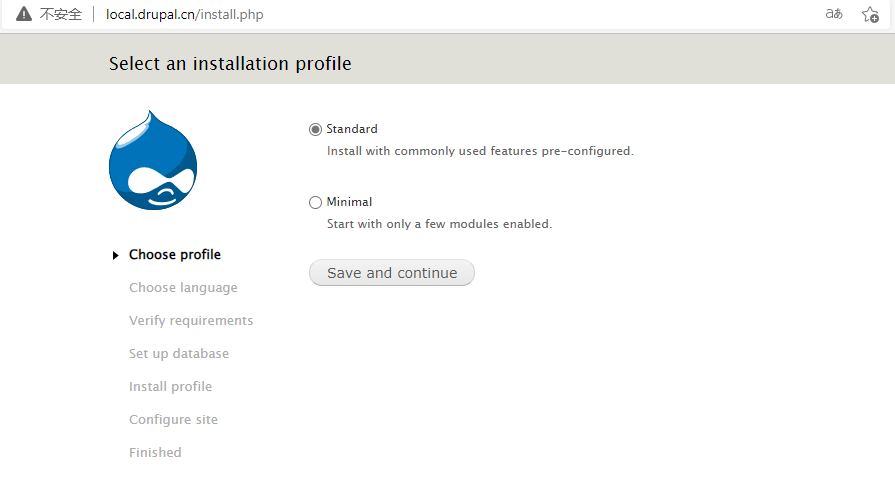 不安全 local.drupal.cn/install.php aあ
Select an installation profile
Standard
Install with commonly used features pre-configured.
Minimal
Start with only a few modules enabled.
Save and continue
Choose profile
Choose language
Verify requirements
Set up database
Install profile
Configure site
Finished